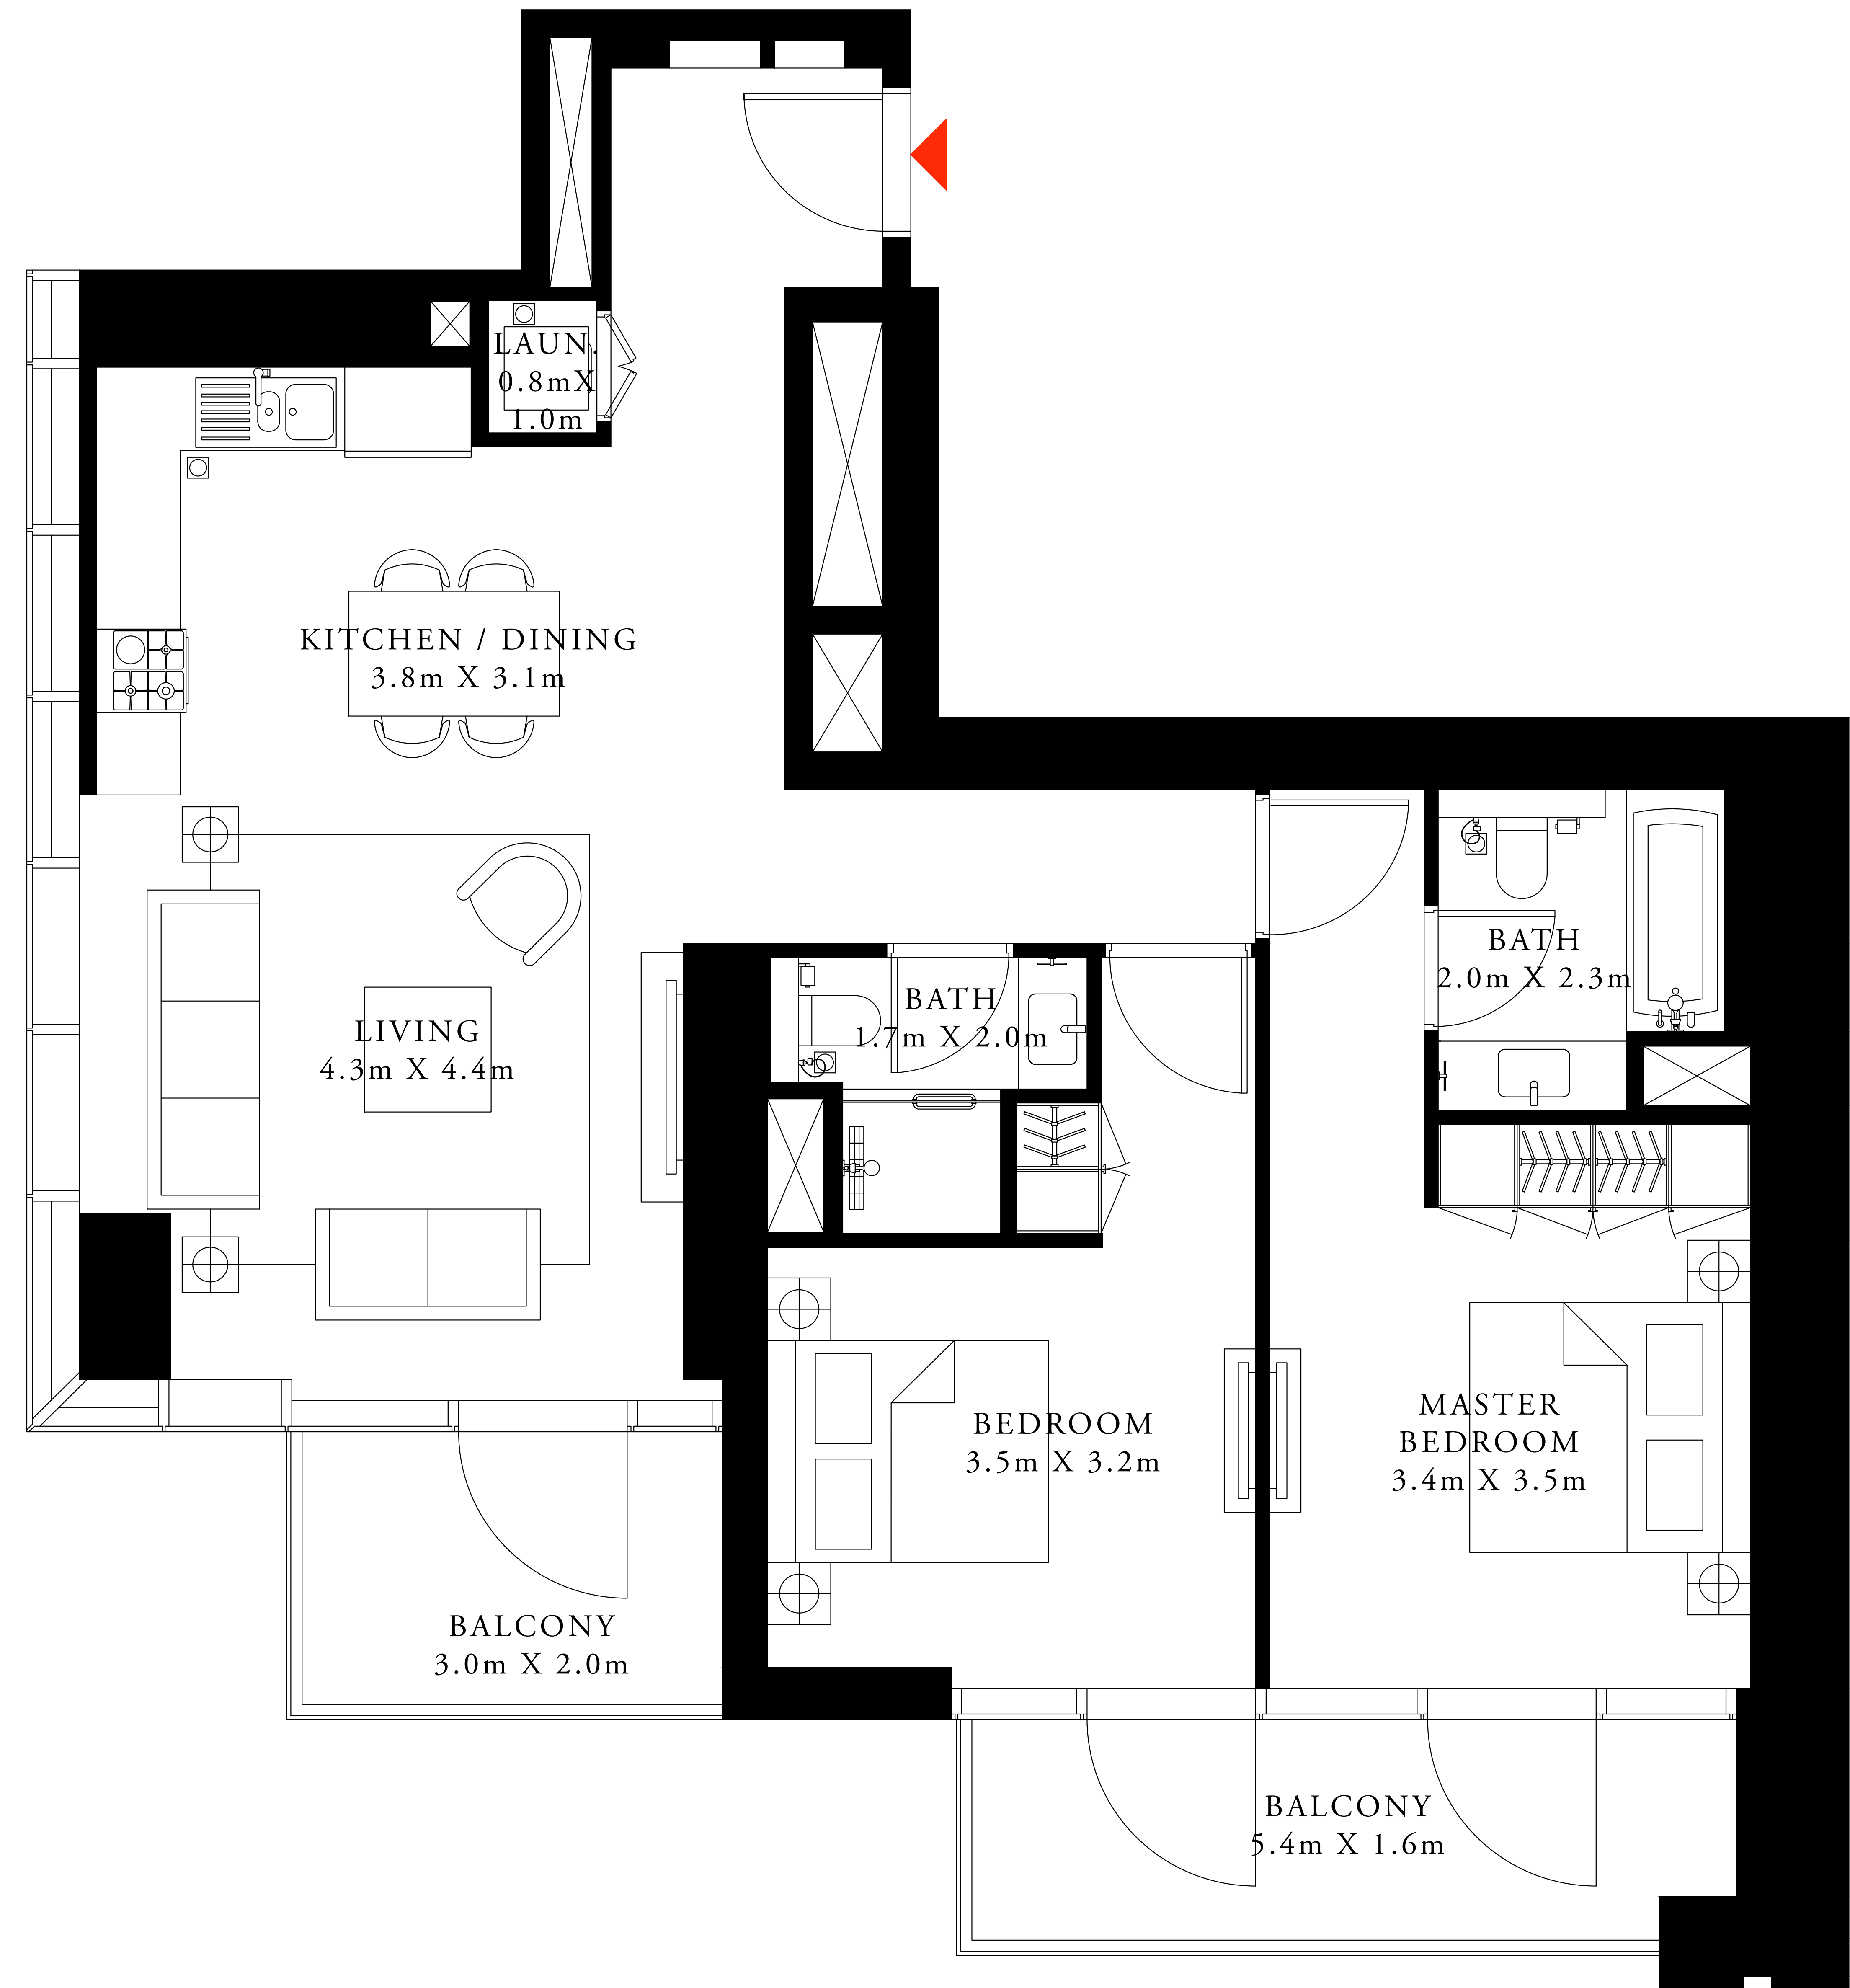 LAUN.
0.8mX
1.0m
KITCHEN / DINING
3.8m X 3.1m
BATH
2.0m X 2.3m
BATH
1.7m X 2.0m
LIVING
4.3m X 4.4m
MASTER
BEDROOM
3.4m X 3.5m
BEDROOM
3.5m X 3.2m
BALCONY
3.0m X 2.0m
BALCONY
5.4m X 1.6m